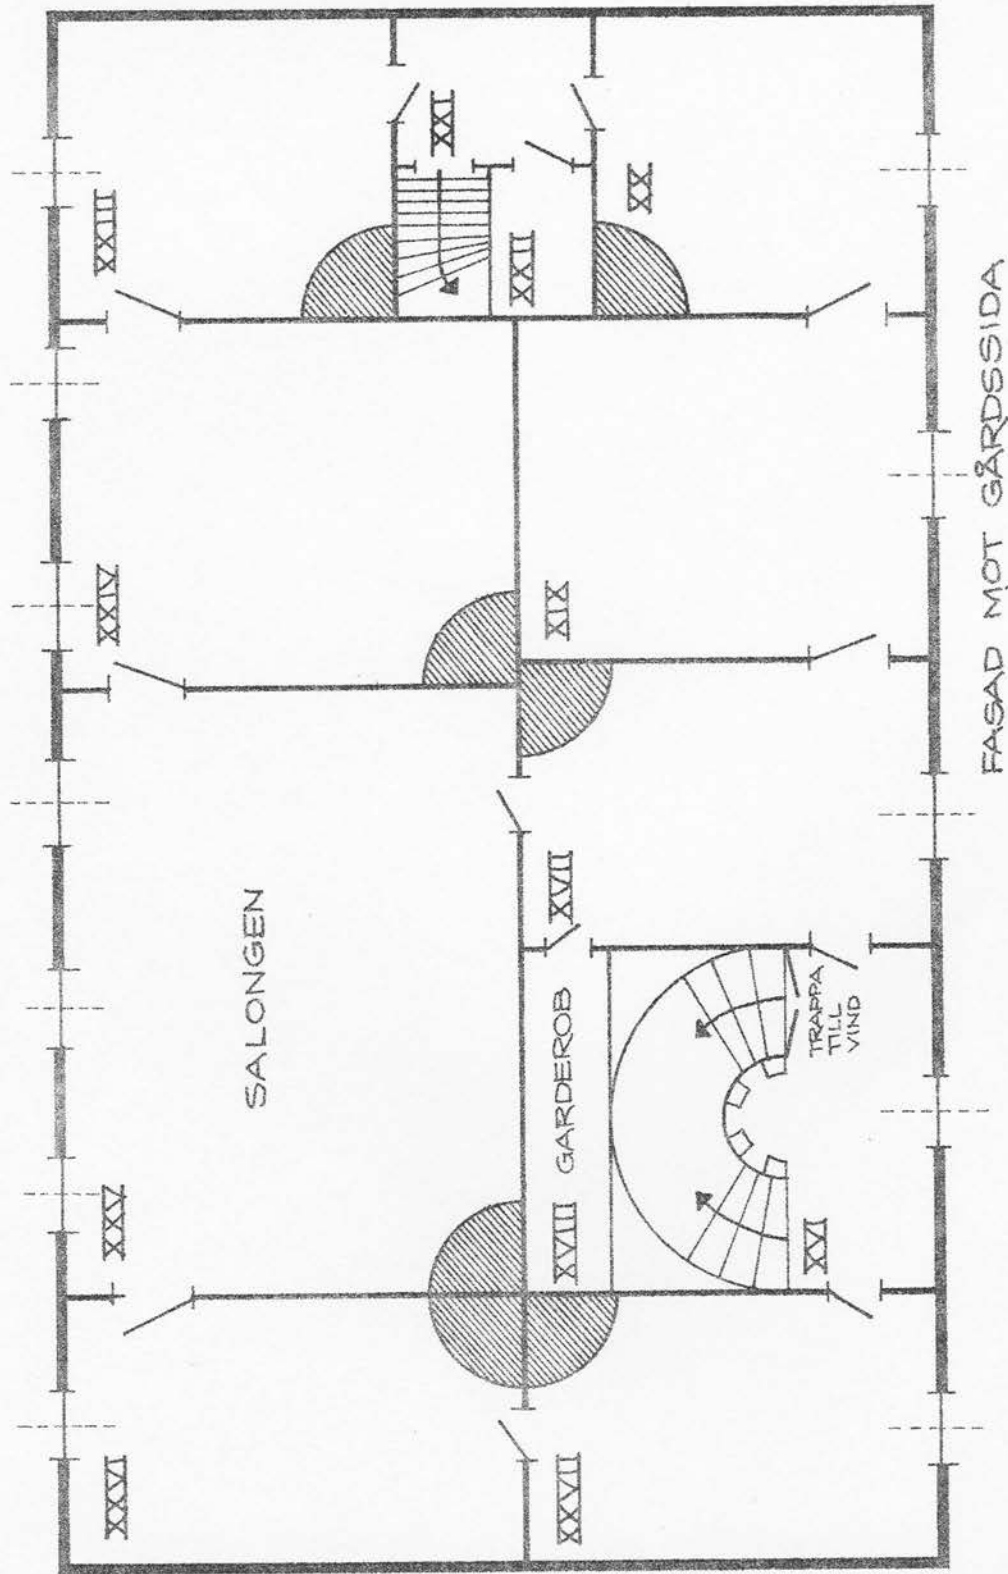 XXVI
XXV
XXIV
XXIII
SALONGEN
XXI
XXII
XXVII
XVIII
GARDEROB
XVII
XIX
XX
XVI
TRAPPA
TILL
VIND
FASAD MOT GÅRDSSIDA